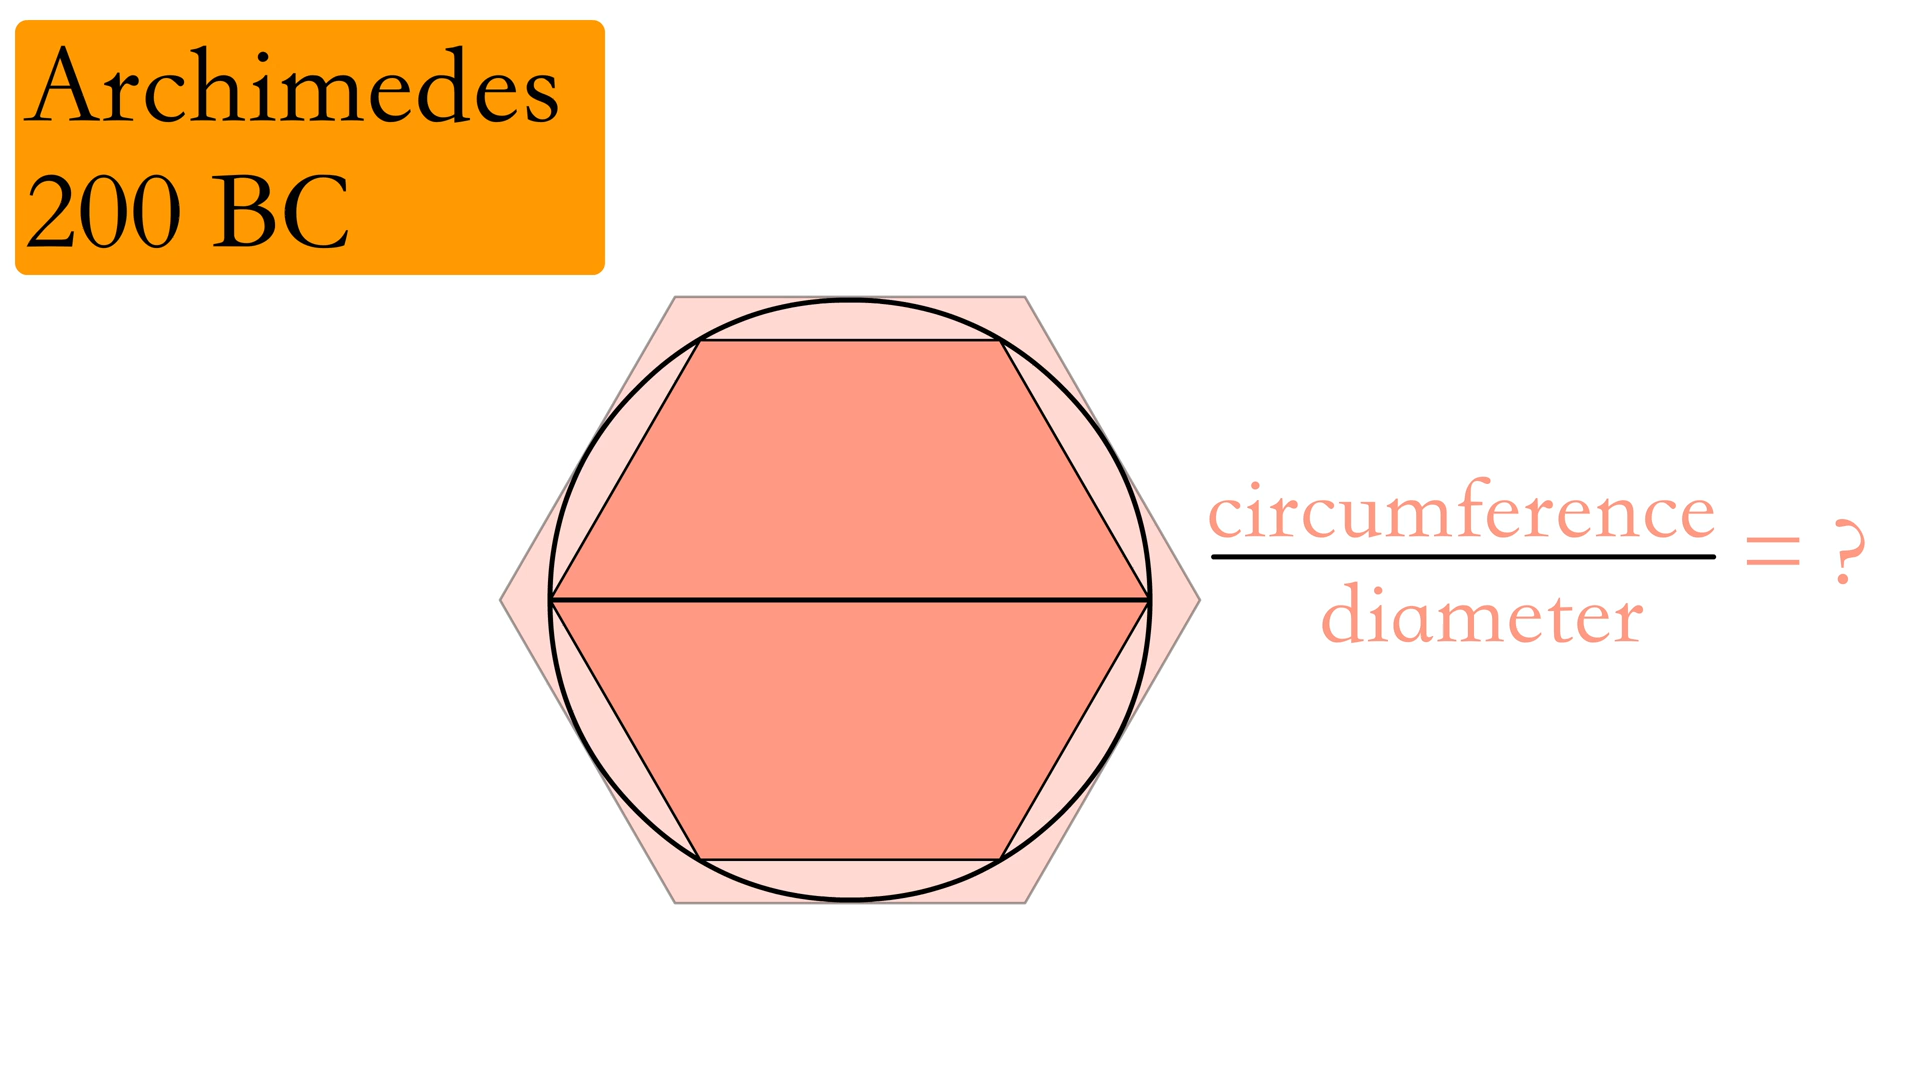 Archimedes
200 BC
circumference
diameter
= ?